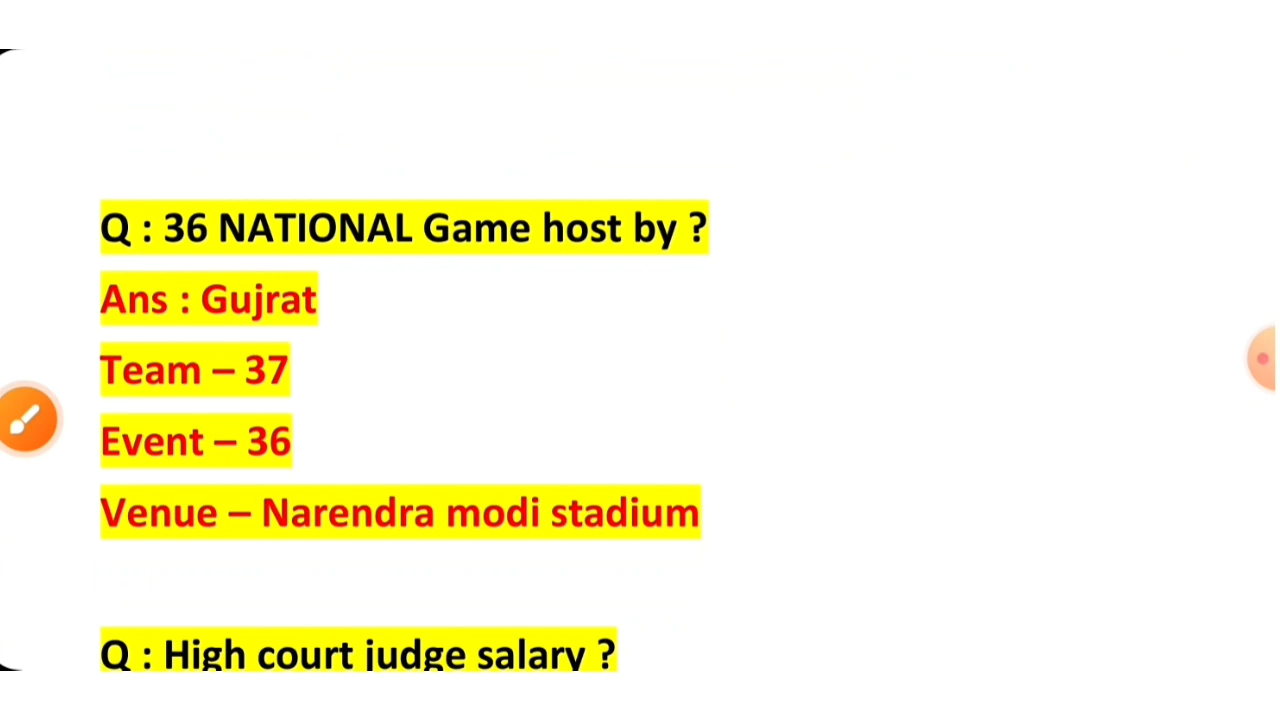 Q : 36 NATIONAL Game host by ?
Ans : Gujrat
Team – 37
Event – 36
Venue – Narendra modi stadium
Q : High court judge salary ?